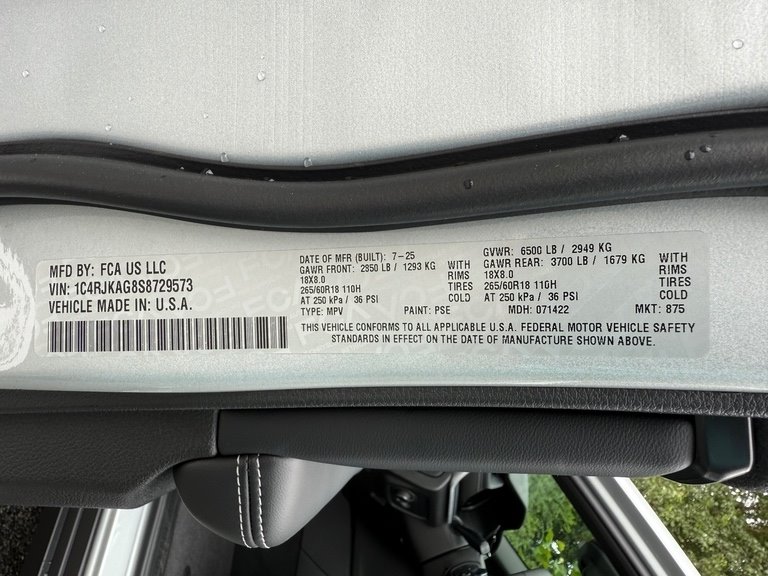 MFD BY: FCA US LLC
VIN: 1C4RJKAG8S8729573
VEHICLE MADE IN: U.S.A.
DATE OF MFR (BUILT): 7-25
GAWR FRONT: 2850 LB / 1293 KG WITH
18X8.0 RIMS
265/60R18 110H TIRES
AT 250 kPa / 36 PSI COLD
TYPE: MPV PAINT: PSE
GVWR: 6500 LB / 2949 KG
GAWR REAR: 3700 LB / 1679 KG WITH
18X8.0 RIMS
265/60R18 110H TIRES
AT 250 kPa / 36 PSI COLD
MDH: 071422 MKT: 875
THIS VEHICLE CONFORMS TO ALL APPLICABLE U.S.A. FEDERAL MOTOR VEHICLE SAFETY
STANDARDS IN EFFECT ON THE DATE OF MANUFACTURE SHOWN ABOVE.